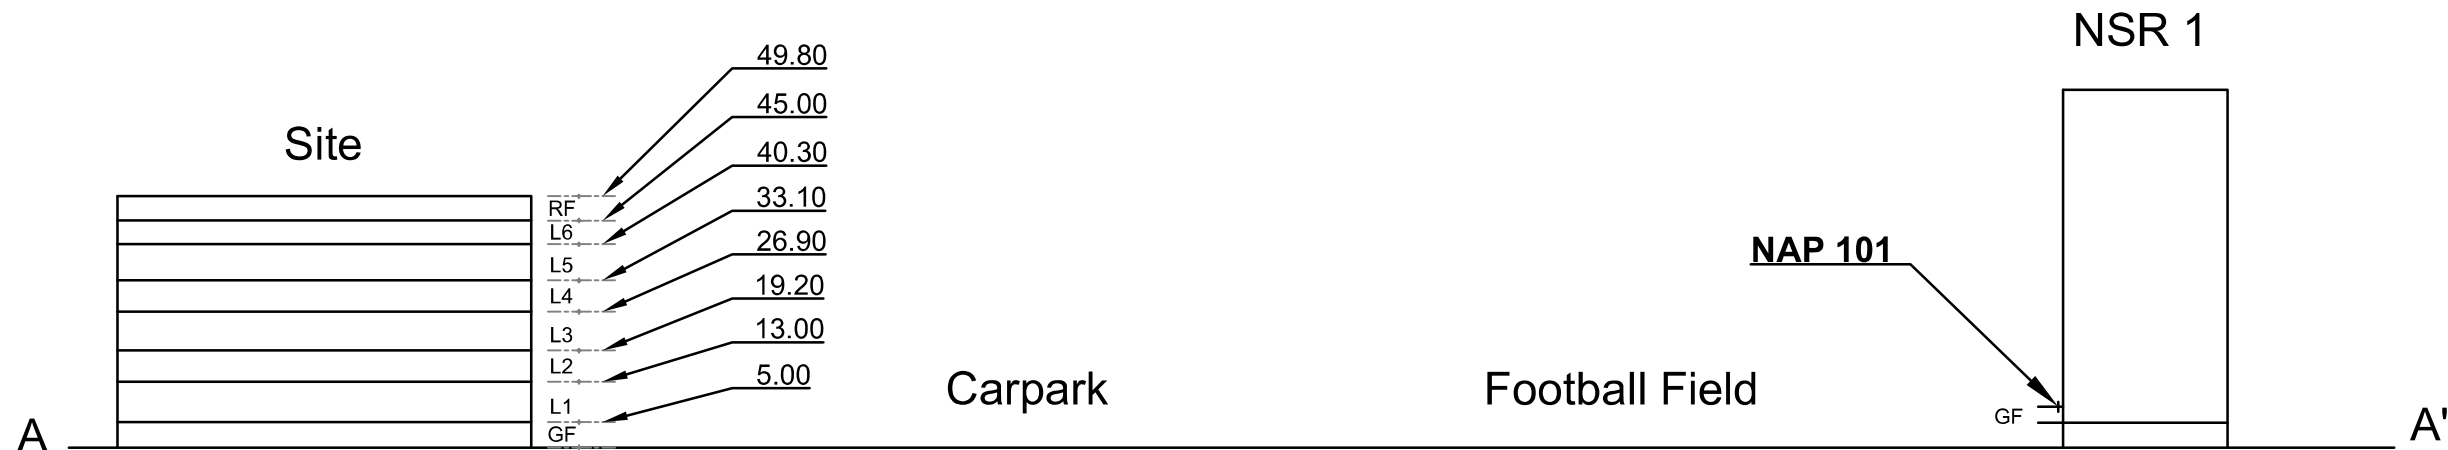 NSR 1
49.80
45.00
Site
40.30
33.10
RF
L6
26.90
NAP 101
L5
19.20
L4
13.00
L3
L2
5.00
Carpark
Football Field
L1
GF
A
GF
A'